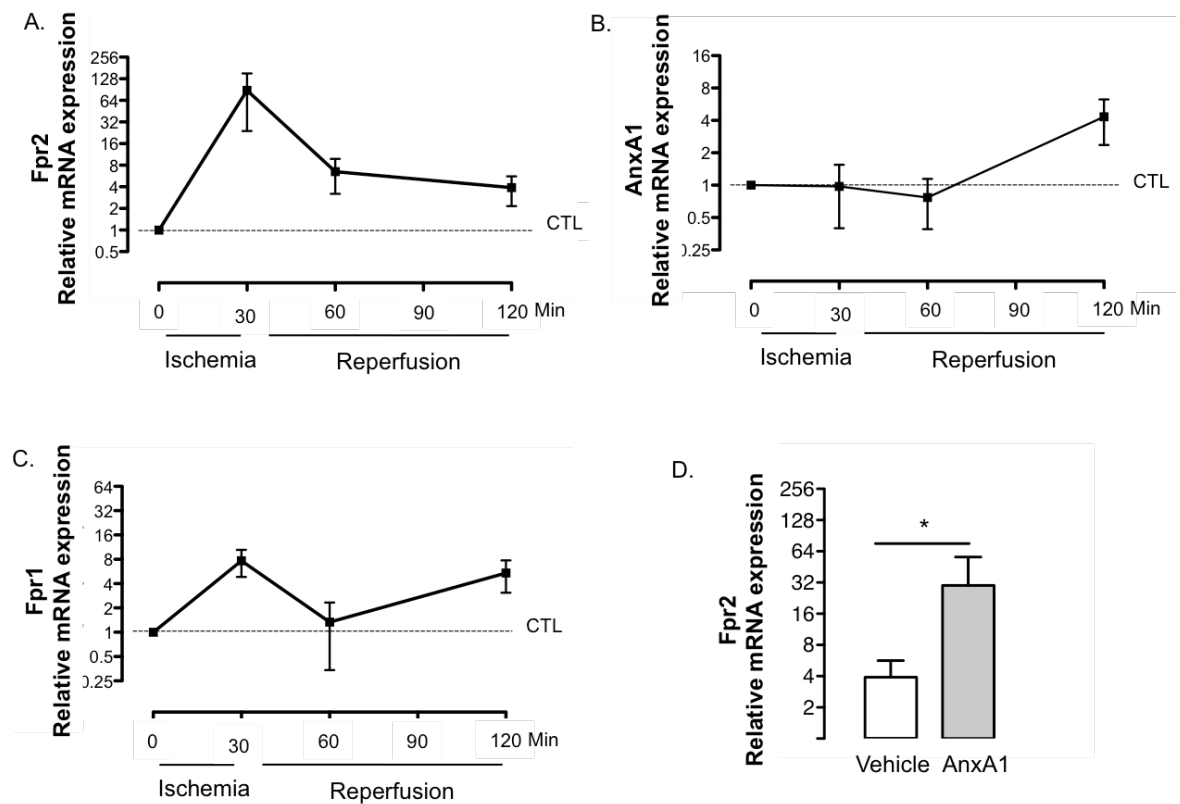 A.
Fpr2
Relative mRNA expression
256
128
64
32
16
8
4
2
1
0.5
CTL
0
30
60
90
120 Min
Ischemia
Reperfusion
B.
AnxA1
Relative mRNA expression
16
8
4
2
1
0.5
0.25
CTL
0
30
60
90
120 Min
Ischemia
Reperfusion
C.
Fpr1
Relative mRNA expression
64
32
16
8
4
2
1
0.5
0.25
CTL
0
30
60
90
120 Min
Ischemia
Reperfusion
D.
Fpr2
Relative mRNA expression
256
128
64
32
16
8
4
2
*
Vehicle AnxA1